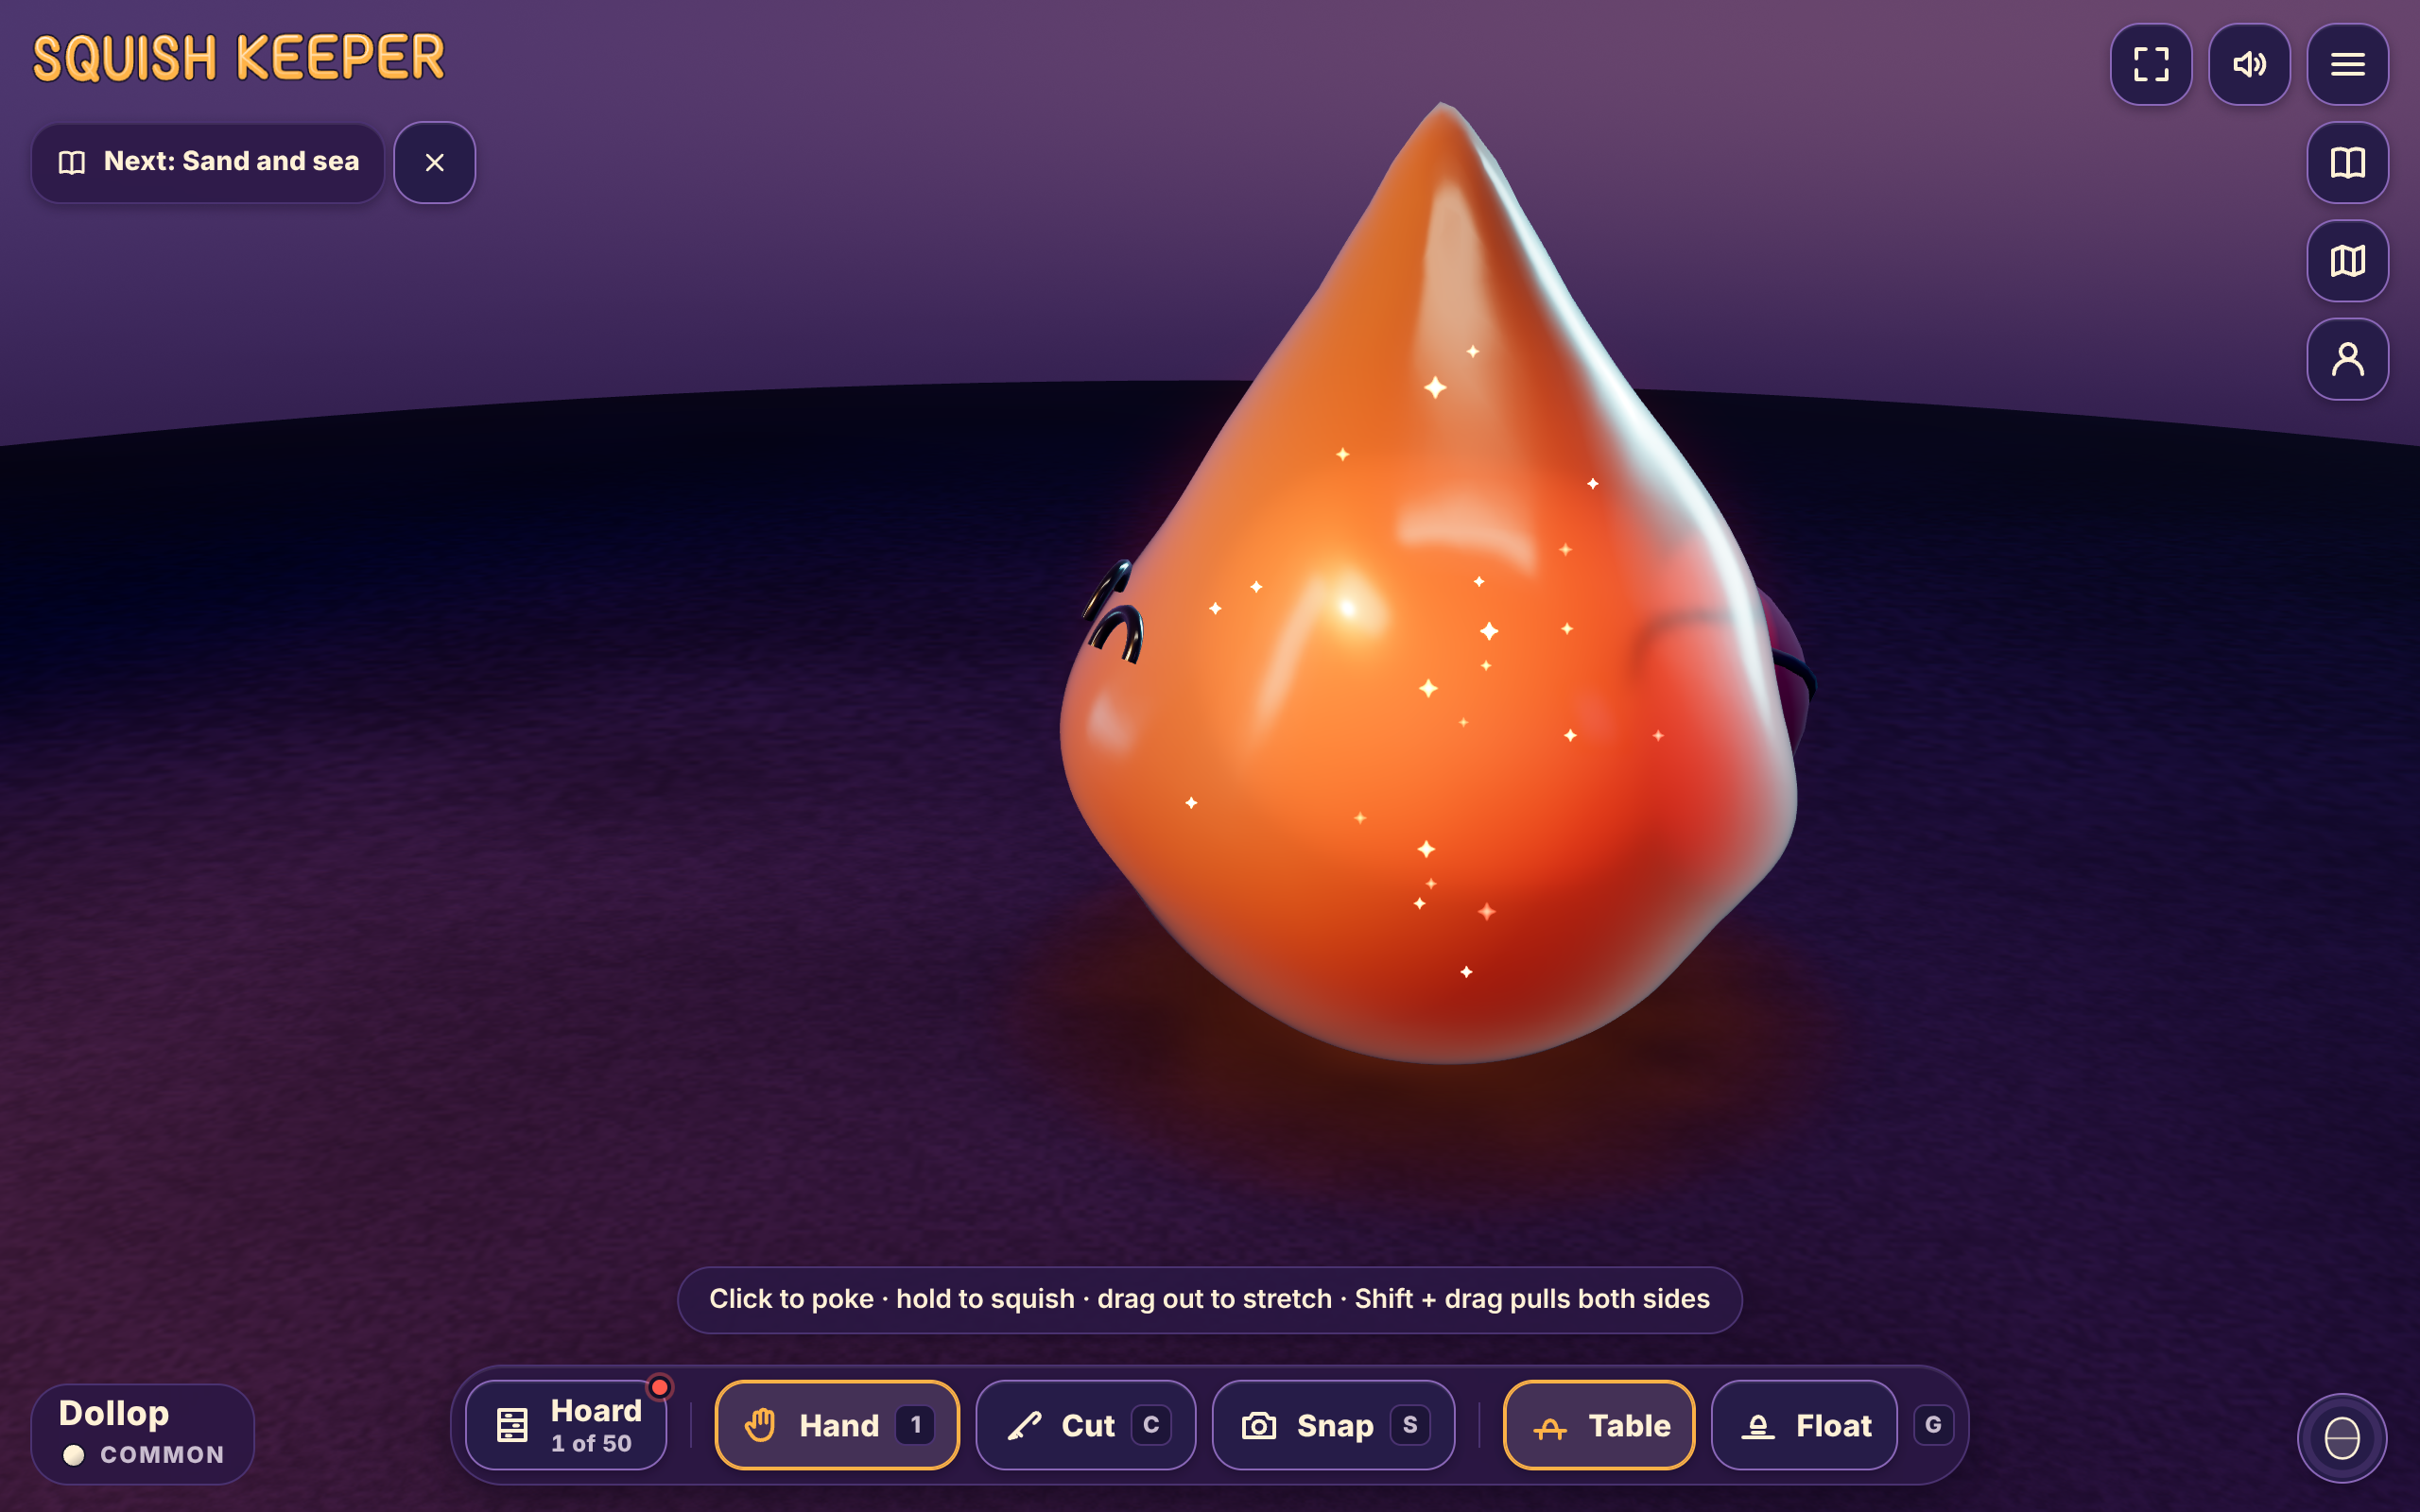 SQUISH KEEPER
Next: Sand and sea
Click to poke · hold to squish · drag out to stretch · Shift + drag pulls both sides
Dollop
COMMON
Hoard
1 of 50
Hand 1
Cut C
Snap S
Table
Float G